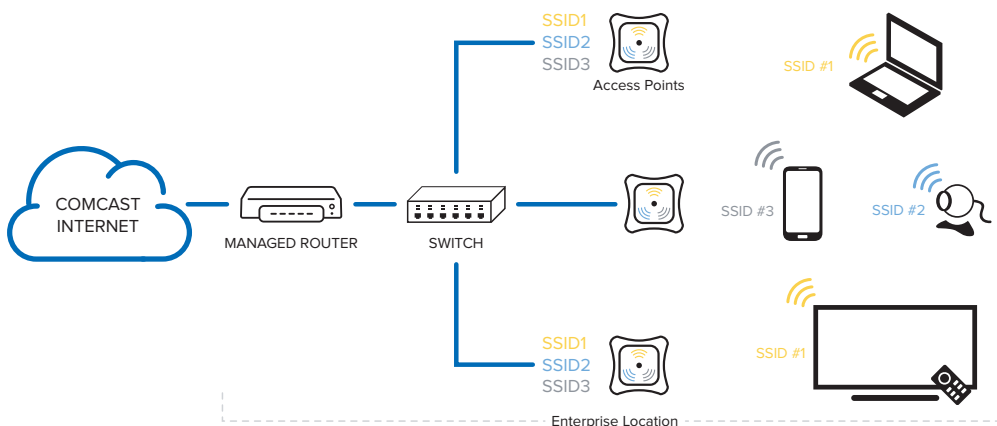 SSID1
SSID2
SSID3
Access Points
SSID #1
COMCAST
INTERNET
MANAGED ROUTER
SWITCH
SSID #3
SSID #2
SSID1
SSID2
SSID3
SSID #1
Enterprise Location